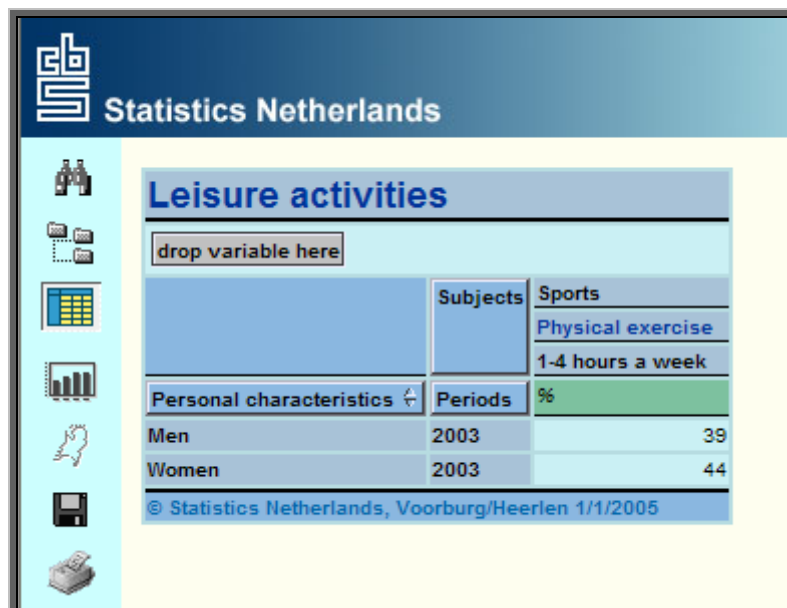 cbs
Statistics Netherlands
Leisure activities
drop variable here
Subjects Sports
Physical exercise
1-4 hours a week
Personal characteristics Periods %
Men 2003 39
Women 2003 44
© Statistics Netherlands, Voorburg/Heerlen 1/1/2005